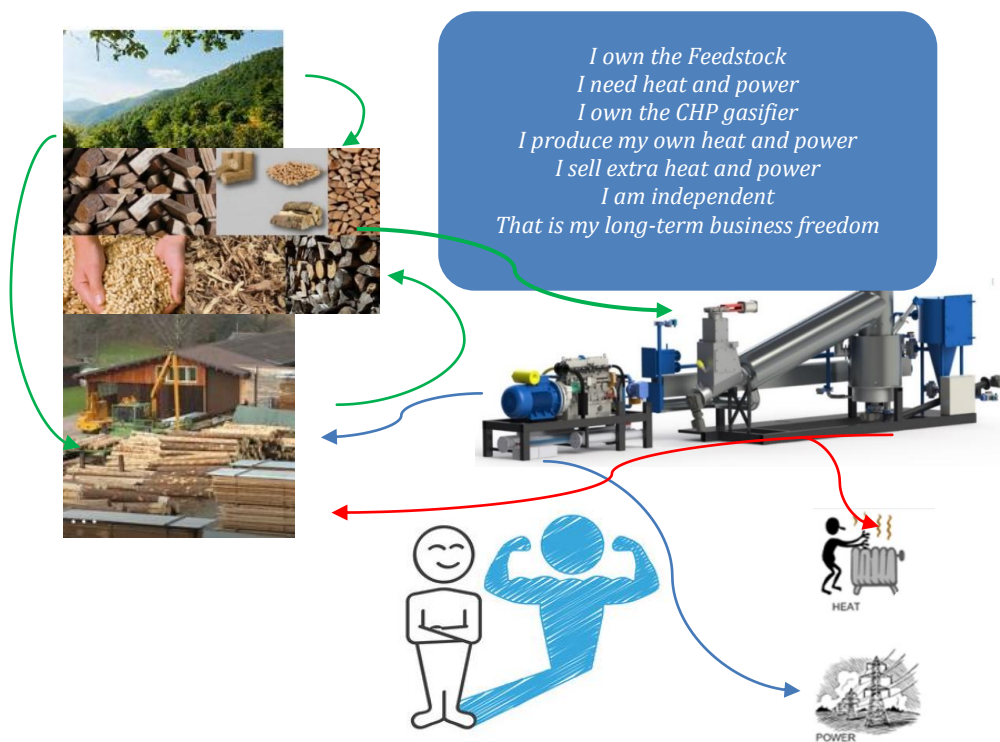 I own the Feedstock
I need heat and power
I own the CHP gasifier
I produce my own heat and power
I sell extra heat and power
I am independent
That is my long-term business freedom
HEAT
POWER